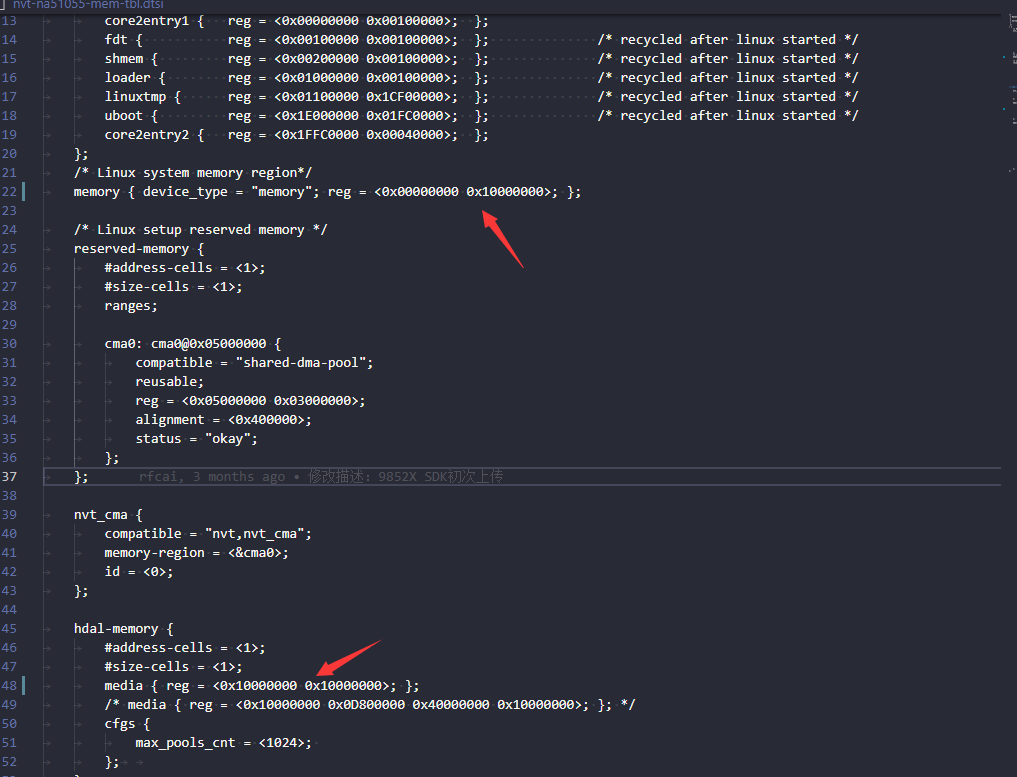 nvt-na51055-mem-tbl.dtsi
13 core2entry1 { reg = <0x00000000 0x00100000>; };
14 fdt { reg = <0x00100000 0x00100000>; }; /* recycled after linux started */
15 shmem { reg = <0x00200000 0x00100000>; }; /* recycled after linux started */
16 loader { reg = <0x01000000 0x00100000>; }; /* recycled after linux started */
17 linuxtmp { reg = <0x01100000 0x1CF00000>; }; /* recycled after linux started */
18 uboot { reg = <0x1E000000 0x01FC0000>; }; /* recycled after linux started */
19 core2entry2 { reg = <0x1FFC0000 0x00040000>; };
20 };
21 /* Linux system memory region*/
22 memory { device_type = "memory"; reg = <0x00000000 0x10000000>; };
23
24 /* Linux setup reserved memory */
25 reserved-memory {
26 #address-cells = <1>;
27 #size-cells = <1>;
28 ranges;
29
30 cma0: cma0@0x05000000 {
31 compatible = "shared-dma-pool";
32 reusable;
33 reg = <0x05000000 0x03000000>;
34 alignment = <0x400000>;
35 status = "okay";
36 };
37 }; rfcai, 3 months ago • 修改描述: 9852X SDK初次上传
38
39 nvt_cma {
40 compatible = "nvt,nvt_cma";
41 memory-region = <&cma0>;
42 id = <0>;
43 };
44
45 hdal-memory {
46 #address-cells = <1>;
47 #size-cells = <1>;
48 media { reg = <0x10000000 0x10000000>; };
49 /* media { reg = <0x10000000 0x0D800000 0x40000000 0x10000000>; }; */
50 cfgs {
51 max_pools_cnt = <1024>;
52 };